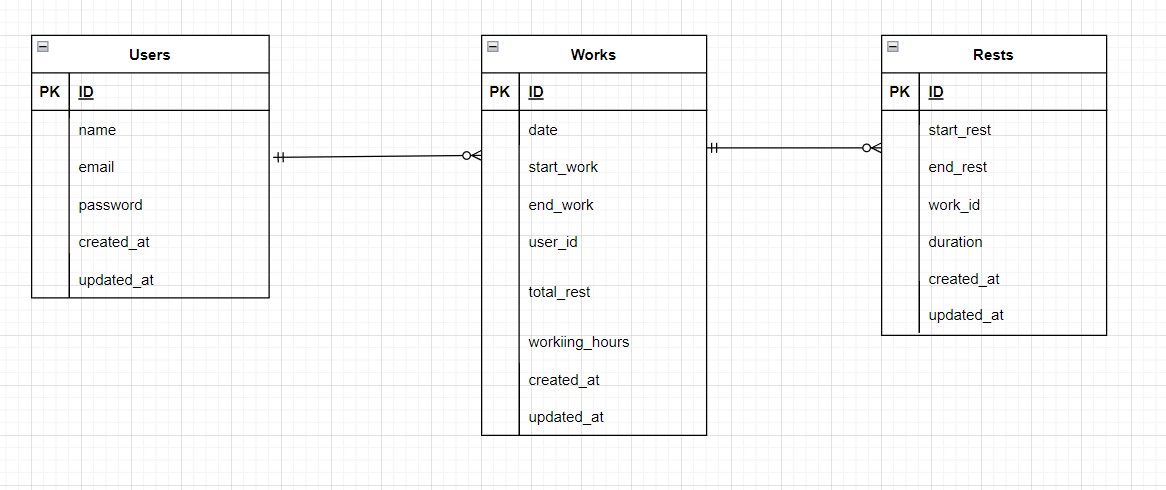 Users
PK ID
name
email
password
created_at
updated_at
Works
PK ID
date
start_work
end_work
user_id
total_rest
workiing_hours
created_at
updated_at
Rests
PK ID
start_rest
end_rest
work_id
duration
created_at
updated_at